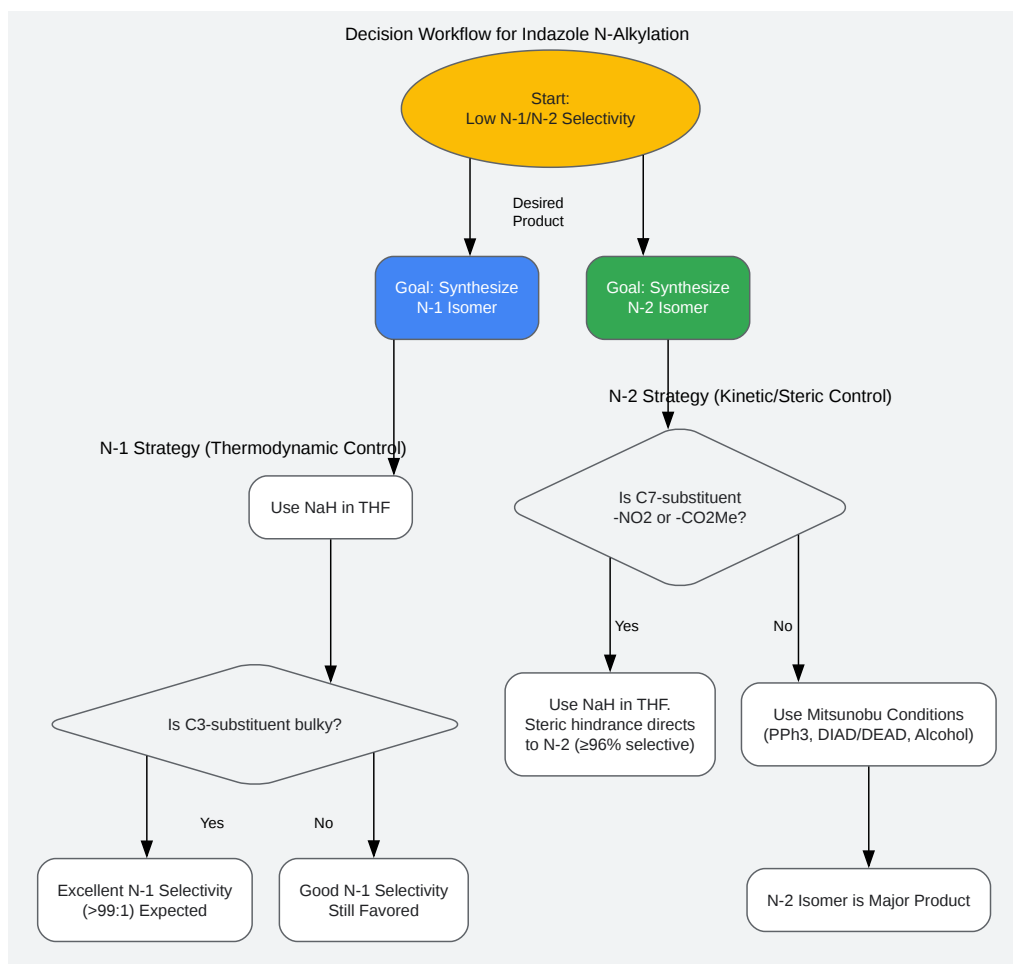 Decision Workflow for Indazole N-Alkylation
Start:
Low N-1/N-2 Selectivity
Desired
Product
Goal: Synthesize
N-1 Isomer
Goal: Synthesize
N-2 Isomer
N-1 Strategy (Thermodynamic Control)
Use NaH in THF
Is C3-substituent bulky?
Yes
No
Excellent N-1 Selectivity
(>99:1) Expected
Good N-1 Selectivity
Still Favored
N-2 Strategy (Kinetic/Steric Control)
Is C7-substituent
-NO2 or -CO2Me?
Yes
No
Use NaH in THF.
Steric hindrance directs
to N-2 (≥96% selective)
Use Mitsunobu Conditions
(PPh3, DIAD/DEAD, Alcohol)
N-2 Isomer is Major Product